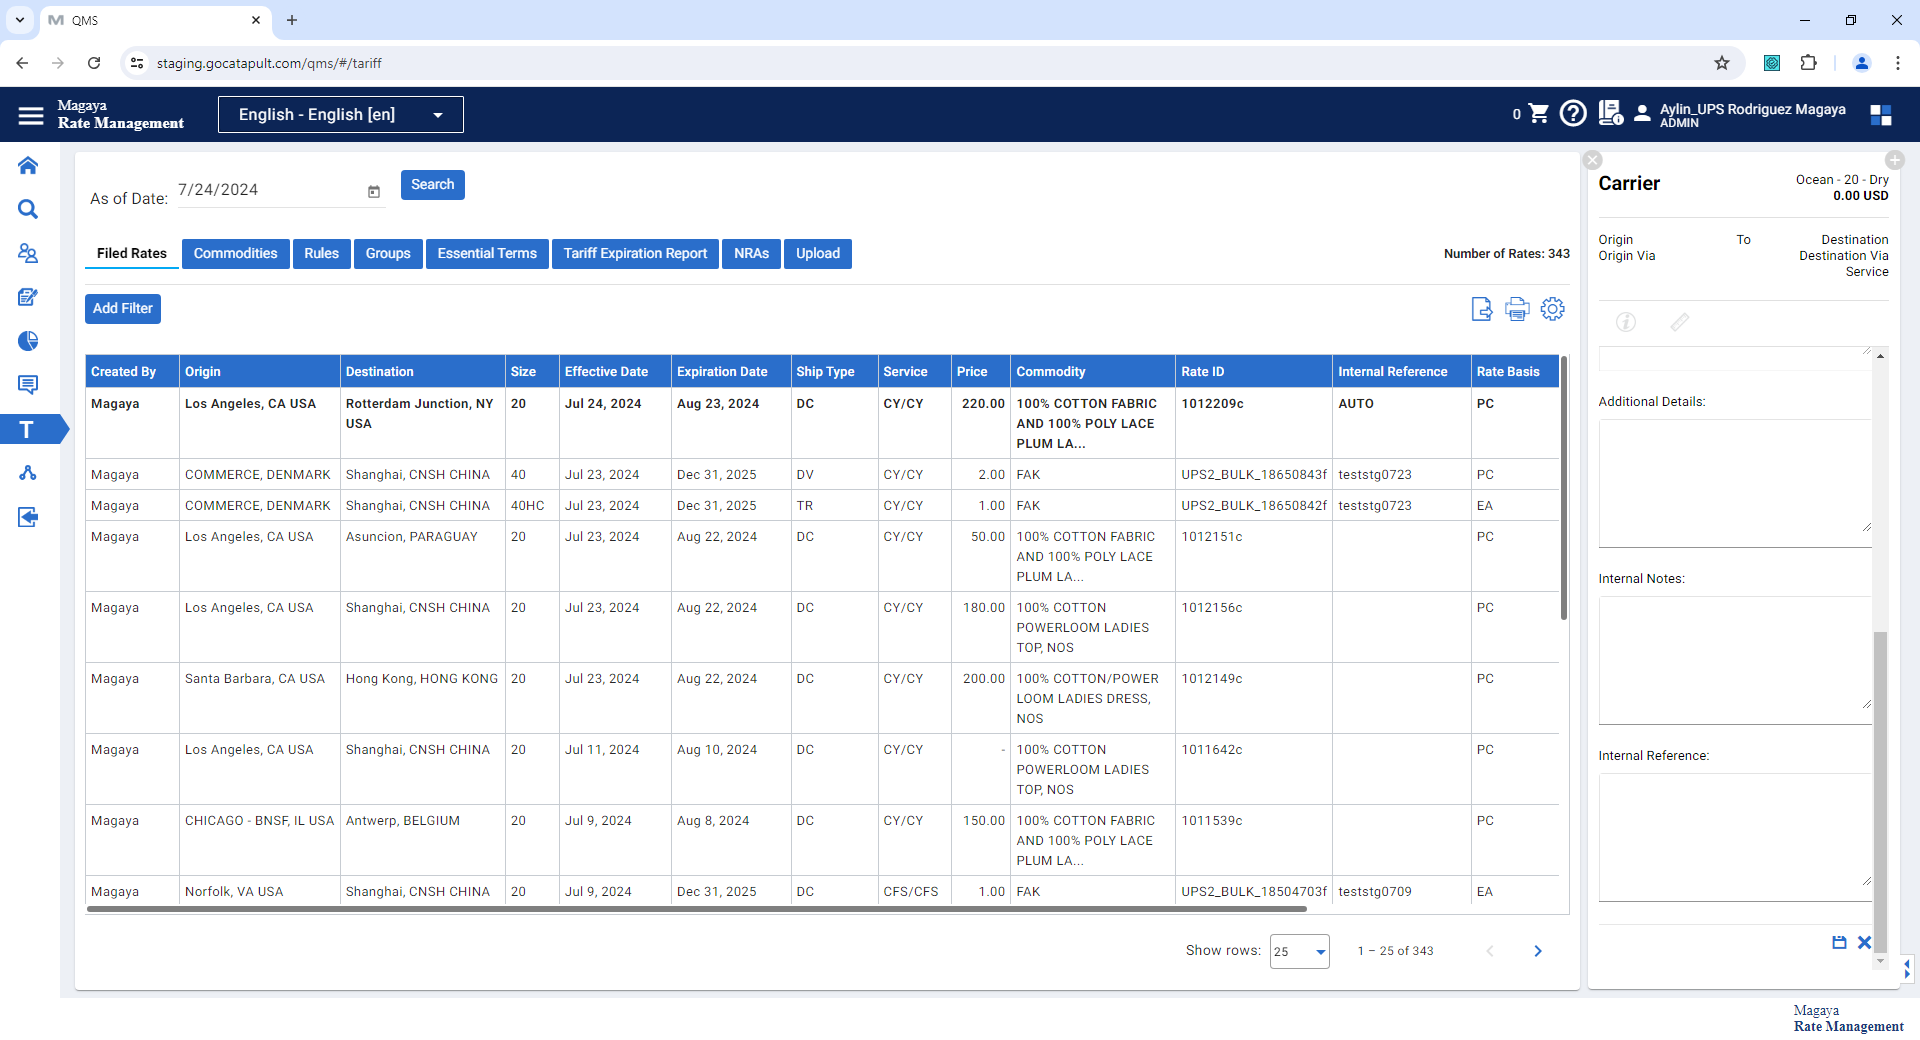 QMS
staging.gocatapult.com/qms/#/tariff
Magaya
Rate Management
English - English [en]
0
Aylin_UPS Rodriguez Magaya
ADMIN
As of Date:
7/24/2024
Search
Filed Rates
Commodities
Rules
Groups
Essential Terms
Tariff Expiration Report
NRAs
Upload
Number of Rates: 343
Add Filter
Created By Origin Destination Size Effective Date Expiration Date Ship Type Service Price Commodity Rate ID Internal Reference Rate Basis
Magaya Los Angeles, CA USA Rotterdam Junction, NY 20 Jul 24, 2024 Aug 23, 2024 DC CY/CY 220.00 100% COTTON FABRIC 1012209c AUTO PC
USA AND 100% POLY LACE
PLUM LA...
Magaya COMMERCE, DENMARK Shanghai, CNSH CHINA 40 Jul 23, 2024 Dec 31, 2025 DV CY/CY 2.00 FAK UPS2_BULK_18650843f teststg0723 PC
Magaya COMMERCE, DENMARK Shanghai, CNSH CHINA 40HC Jul 23, 2024 Dec 31, 2025 TR CY/CY 1.00 FAK UPS2_BULK_18650842f teststg0723 EA
Magaya Los Angeles, CA USA Asuncion, PARAGUAY 20 Jul 23, 2024 Aug 22, 2024 DC CY/CY 50.00 100% COTTON FABRIC 1012151c PC
AND 100% POLY LACE
PLUM LA...
Magaya Los Angeles, CA USA Shanghai, CNSH CHINA 20 Jul 23, 2024 Aug 22, 2024 DC CY/CY 180.00 100% COTTON 1012156c PC
POWERLOOM LADIES
TOP, NOS
Magaya Santa Barbara, CA USA Hong Kong, HONG KONG 20 Jul 23, 2024 Aug 22, 2024 DC CY/CY 200.00 100% COTTON/POWER 1012149c PC
LOOM LADIES DRESS,
NOS
Magaya Los Angeles, CA USA Shanghai, CNSH CHINA 20 Jul 11, 2024 Aug 10, 2024 DC CY/CY - 100% COTTON 1011642c PC
POWERLOOM LADIES
TOP, NOS
Magaya CHICAGO - BNSF, IL USA Antwerp, BELGIUM 20 Jul 9, 2024 Aug 8, 2024 DC CY/CY 150.00 100% COTTON FABRIC 1011539c PC
AND 100% POLY LACE
PLUM LA...
Magaya Norfolk, VA USA Shanghai, CNSH CHINA 20 Jul 9, 2024 Dec 31, 2025 DC CFS/CFS 1.00 FAK UPS2_BULK_18504703f teststg0709 EA
Show rows: 25 1 – 25 of 343
T
Carrier
Ocean - 20 - Dry
0.00 USD
Origin To Destination
Origin Via Destination Via
Service
Additional Details:
Internal Notes:
Internal Reference:
Magaya
Rate Management